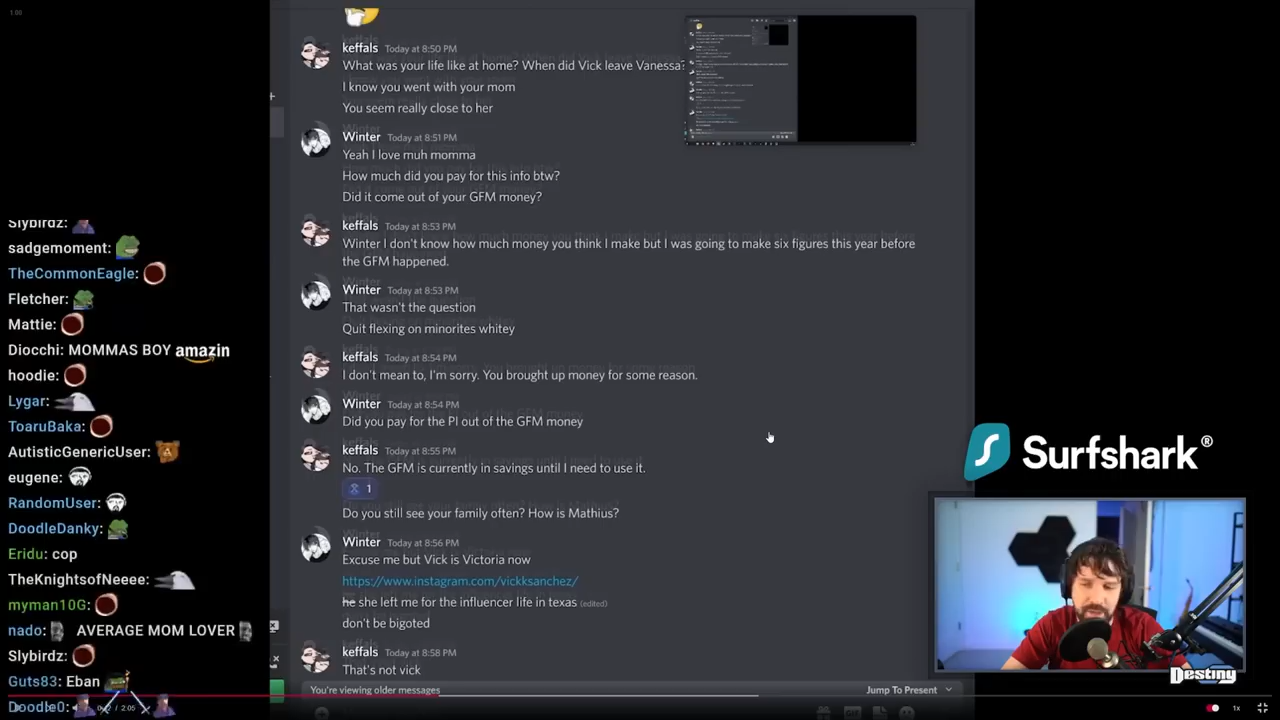 1:00
keffals Today at 8:50 PM
What was your life like at home? When did Vick leave Vanessa?
I know you went with your mom
You seem really close to her
Winter Today at 8:51 PM
Yeah I love muh momma
How much did you pay for this info btw?
Did it come out of your GFM money?
keffals Today at 8:53 PM
Winter I don't know how much money you think I make but I was going to make six figures this year before
the GFM happened.
Winter Today at 8:53 PM
That wasn't the question
Quit flexing on minorites whitey
keffals Today at 8:54 PM
I don't mean to, I'm sorry. You brought up money for some reason.
Winter Today at 8:54 PM
Did you pay for the PI out of the GFM money
keffals Today at 8:55 PM
No. The GFM is currently in savings until I need to use it.
1
Do you still see your family often? How is Mathius?
Winter Today at 8:56 PM
Excuse me but Vick is Victoria now
https://www.instagram.com/vickksanchez/
he she left me for the influencer life in texas (edited)
don't be bigoted
keffals Today at 8:58 PM
That's not vick
You're viewing older messages
Jump To Present
Slybirdz:
sadgemoment:
TheCommonEagle:
Fletcher:
Mattie:
Diocchi: MOMMAS BOY amazin
hoodie:
Lygar:
ToaruBaka:
AutisticGenericUser:
eugene:
RandomUser:
DoodleDanky:
Eridu: cop
TheKnightsofNeeee:
myman10G:
nado: AVERAGE MOM LOVER
Slybirdz:
Guts83: Eban
Doodle0:
2:05
Surfshark®
Destiny
GIF
1x